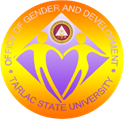 OFFICE OF GENDER AND DEVELOPMENT
TARLAC STATE UNIVERSITY